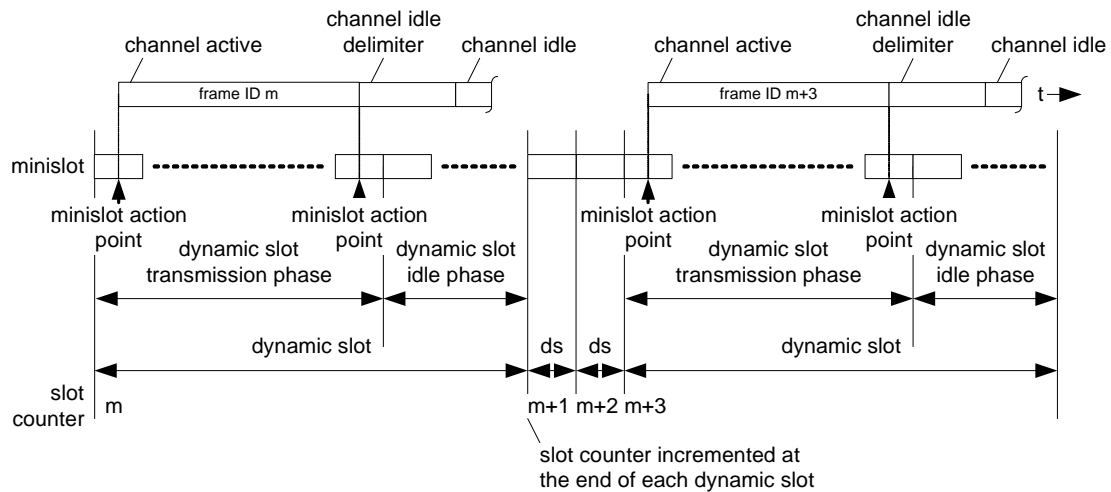 channel idle
channel active
delimiter
channel idle
channel active
channel idle
delimiter
channel idle
frame ID m
frame ID m+3
t
minislot
minislot action
point
minislot action
point
minislot action
point
minislot action
point
dynamic slot
transmission phase
dynamic slot
idle phase
dynamic slot
transmission phase
dynamic slot
idle phase
dynamic slot
ds
ds
dynamic slot
slot
counter
m
m+1
m+2
m+3
slot counter incremented at
the end of each dynamic slot